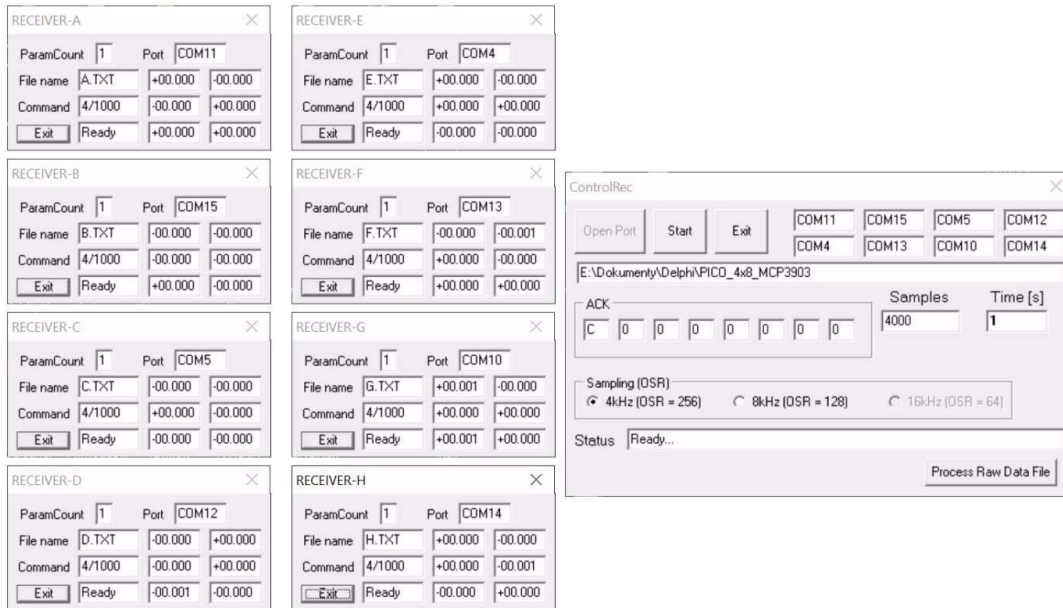 RECEIVER-A
ParamCount 1 Port COM11
File name A.TXT +00.000 -00.000
Command 4/1000 -00.000 +00.000
Exit Ready +00.000 +00.000
RECEIVER-B
ParamCount 1 Port COM15
File name B.TXT -00.000 -00.000
Command 4/1000 -00.000 -00.000
Exit Ready +00.000 -00.000
RECEIVER-C
ParamCount 1 Port COM5
File name C.TXT -00.000 -00.000
Command 4/1000 +00.000 -00.000
Exit Ready -00.000 -00.000
RECEIVER-D
ParamCount 1 Port COM12
File name D.TXT -00.000 +00.000
Command 4/1000 -00.000 -00.000
Exit Ready -00.001 -00.000
RECEIVER-E
ParamCount 1 Port COM4
File name E.TXT +00.000 -00.000
Command 4/1000 +00.000 +00.000
Exit Ready -00.000 -00.000
RECEIVER-F
ParamCount 1 Port COM13
File name F.TXT -00.000 -00.001
Command 4/1000 -00.000 -00.000
Exit Ready +00.000 -00.000
RECEIVER-G
ParamCount 1 Port COM10
File name G.TXT +00.001 -00.000
Command 4/1000 +00.000 +00.000
Exit Ready +00.001 +00.000
RECEIVER-H
ParamCount 1 Port COM14
File name H.TXT +00.000 -00.000
Command 4/1000 -00.000 -00.001
Exit Ready -00.000 +00.000
ControlRec
Open Port Start Exit COM11 COM15 COM5 COM12
COM4 COM13 COM10 COM14
E:\Dokumenty\Delphi\PICO_4x8_MCP3903
ACK Samples Time [s]
C 0 0 0 0 0 0 0 4000 1
Sampling (OSR)
4kHz (OSR = 256) 8kHz (OSR = 128) 16kHz (OSR = 64)
Status Ready...
Process Raw Data File